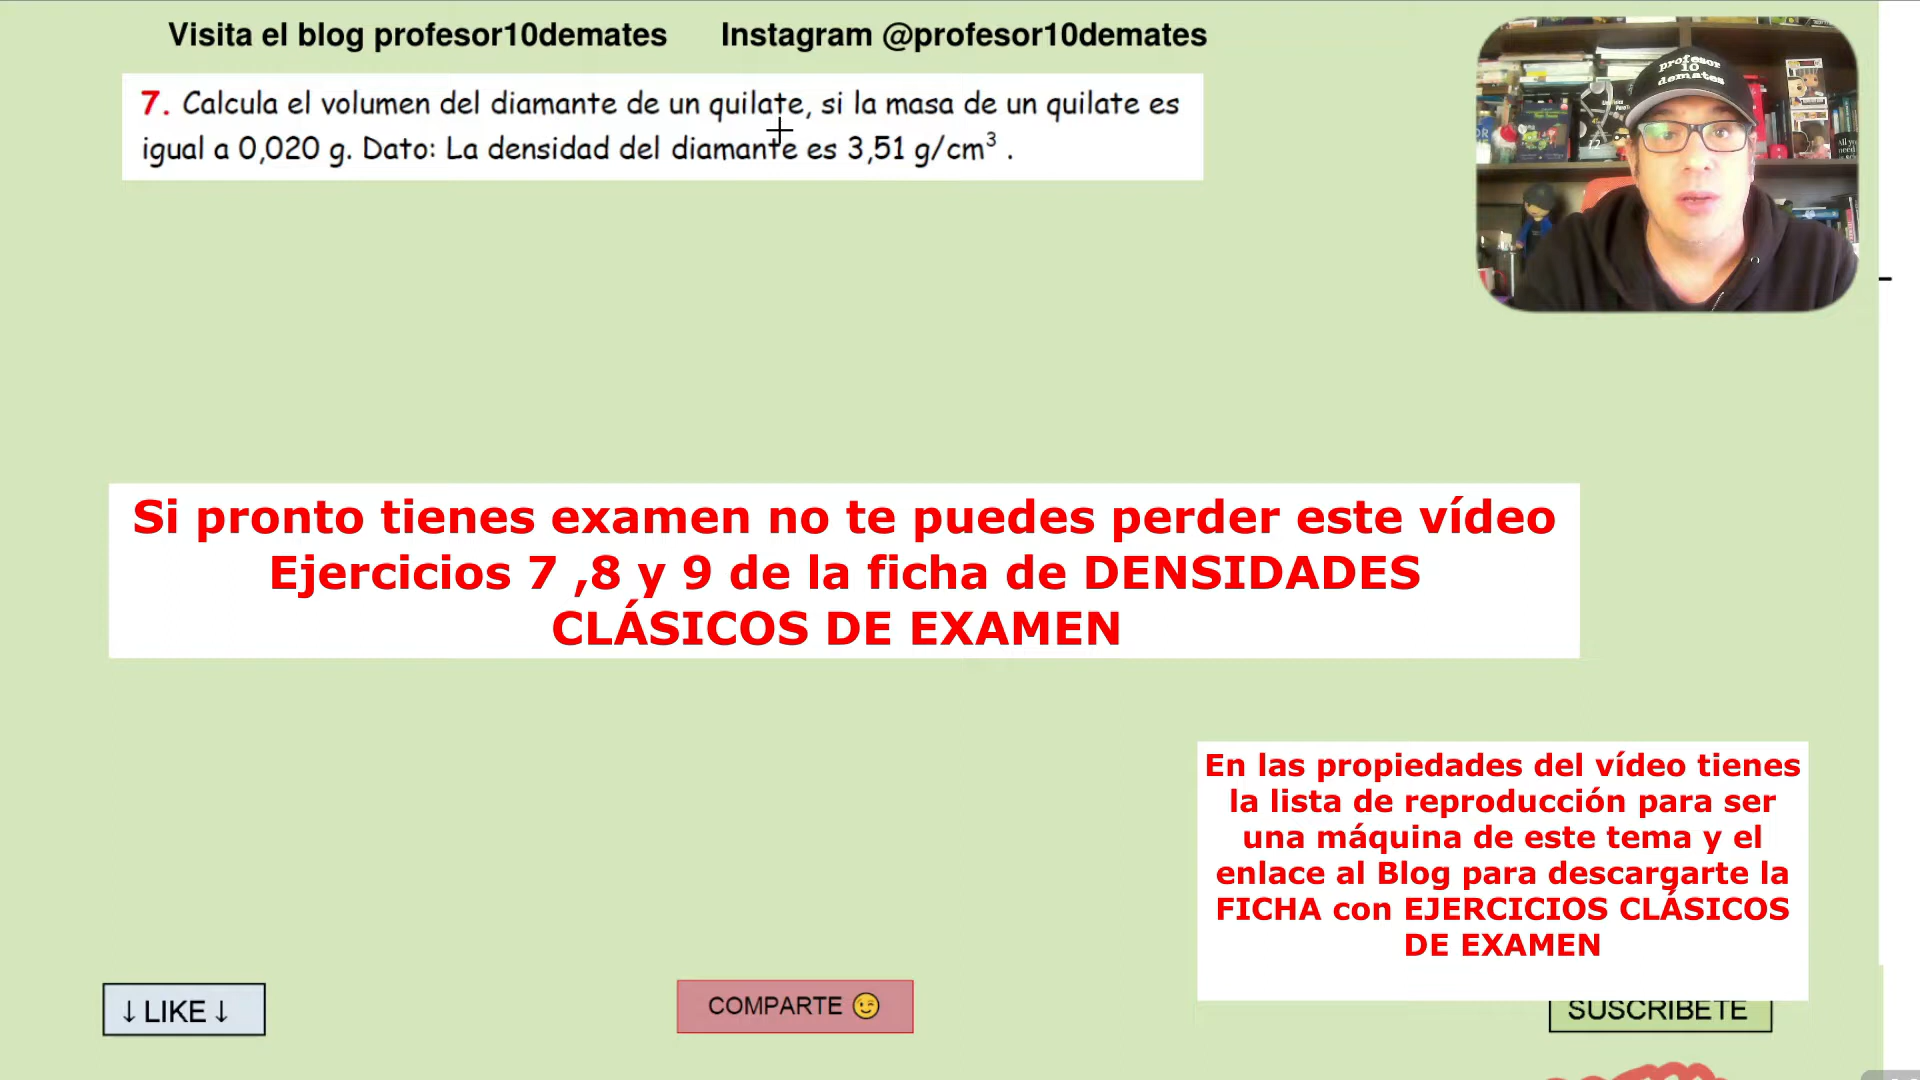 Visita el blog profesor10demates Instagram @profesor10demates
7. Calcula el volumen del diamante de un quilate, si la masa de un quilate es
igual a 0,020 g. Dato: La densidad del diamante es 3,51 g/cm³ .
profesor
10
demates
Si pronto tienes examen no te puedes perder este vídeo
Ejercicios 7 ,8 y 9 de la ficha de DENSIDADES
CLÁSICOS DE EXAMEN
En las propiedades del vídeo tienes
la lista de reproducción para ser
una máquina de este tema y el
enlace al Blog para descargarte la
FICHA con EJERCICIOS CLÁSICOS
DE EXAMEN
↓ LIKE ↓
COMPARTE 😉
SUSCRIBETE